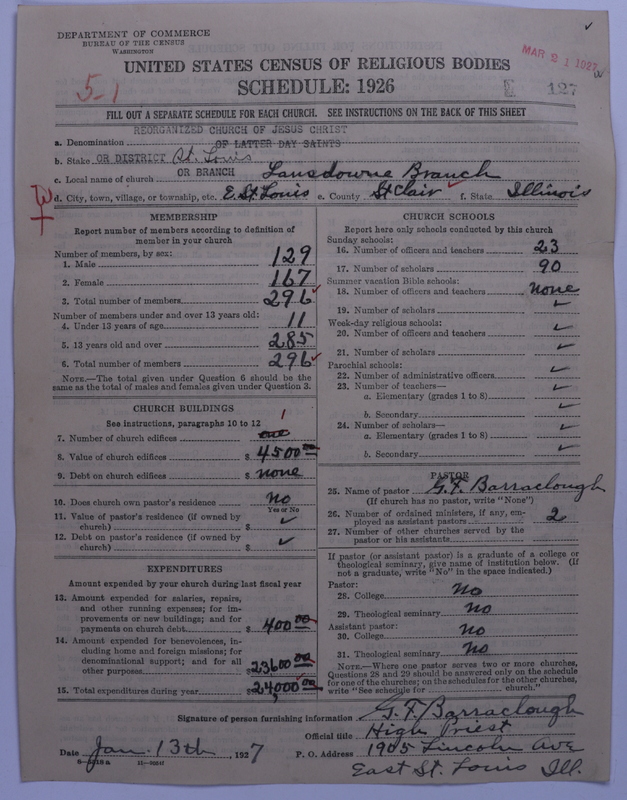 DEPARTMENT OF COMMERCE
BUREAU OF THE CENSUS
WASHINGTON
MAR 21 1927
UNITED STATES CENSUS OF RELIGIOUS BODIES
5-1
SCHEDULE: 1926
127
FILL OUT A SEPARATE SCHEDULE FOR EACH CHURCH. SEE INSTRUCTIONS ON THE BACK OF THIS SHEET
REORGANIZED CHURCH OF JESUS CHRIST
a. Denomination OF LATTER DAY SAINTS
b. Stake OR DISTRICT St. Louis
c. Local name of church OR BRANCH Lansdowne Branch
d. City, town, village, or township, etc. E. St. Louis e. County St Clair f. State Illinois
MEMBERSHIP
Report number of members according to definition of
member in your church
Number of members, by sex:
1. Male 129
2. Female 167
3. Total number of members 296
Number of members under and over 13 years old:
4. Under 13 years of age 11
5. 13 years old and over 285
6. Total number of members 296
NOTE.—The total given under Question 6 should be the
same as the total of males and females given under Question 3.
CHURCH BUILDINGS
See instructions, paragraphs 10 to 12
1
7. Number of church edifices one
8. Value of church edifices $ 4500 00
9. Debt on church edifices $ none
10. Does church own pastor's residence No
Yes or No
11. Value of pastor's residence (if owned by
church) $ ✓
12. Debt on pastor's residence (if owned by
church) $ ✓
EXPENDITURES
Amount expended by your church during last fiscal year
13. Amount expended for salaries, repairs,
and other running expenses; for im-
provements or new buildings; and for
payments on church debt $ 400 00
14. Amount expended for benevolences, in-
cluding home and foreign missions; for
denominational support; and for all
other purposes $ 23600 00
15. Total expenditures during year $ 24,000 00
CHURCH SCHOOLS
Report here only schools conducted by this church
Sunday schools:
16. Number of officers and teachers 23
17. Number of scholars 90
Summer vacation Bible schools:
18. Number of officers and teachers none
19. Number of scholars ✓
Week-day religious schools:
20. Number of officers and teachers ✓
21. Number of scholars ✓
Parochial schools:
22. Number of administrative officers ✓
23. Number of teachers—
a. Elementary (grades 1 to 8) ✓
b. Secondary ✓
24. Number of scholars—
a. Elementary (grades 1 to 8) ✓
b. Secondary ✓
PASTOR
25. Name of pastor G.F. Barraclough
(If church has no pastor, write "None")
26. Number of ordained ministers, if any, em-
ployed as assistant pastors 2
27. Number of other churches served by the
pastor or his assistants
If pastor (or assistant pastor) is a graduate of a college or
theological seminary, give name of institution below. (If
not a graduate, write "No" in the space indicated.)
Pastor:
28. College No
29. Theological seminary No
Assistant pastor:
30. College No
31. Theological seminary No
NOTE.—Where one pastor serves two or more churches,
Questions 28 and 29 should be answered only on the schedule
for one of the churches; on the schedules for the other churches,
write "See schedule for church."
Signature of person furnishing information G.F. Barraclough
Official title High Priest
Date Jan. 13th, 1927 P. O. Address 1905 Lincoln Ave
East St. Louis Ill.